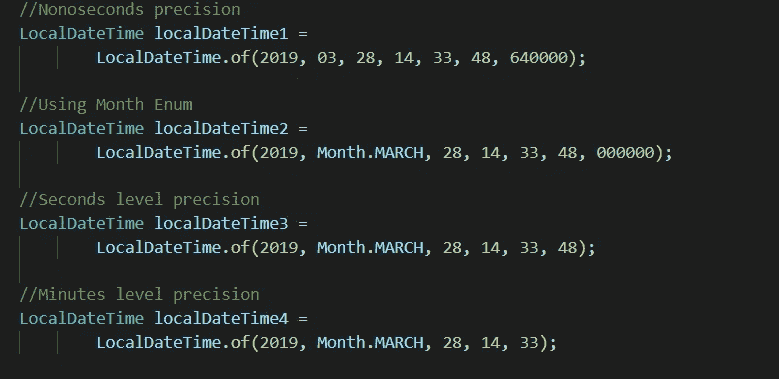 //Nonoseconds precision
LocalDateTime localDateTime1 =
LocalDateTime.of(2019, 03, 28, 14, 33, 48, 640000);
//Using Month Enum
LocalDateTime localDateTime2 =
LocalDateTime.of(2019, Month.MARCH, 28, 14, 33, 48, 000000);
//Seconds level precision
LocalDateTime localDateTime3 =
LocalDateTime.of(2019, Month.MARCH, 28, 14, 33, 48);
//Minutes level precision
LocalDateTime localDateTime4 =
LocalDateTime.of(2019, Month.MARCH, 28, 14, 33);